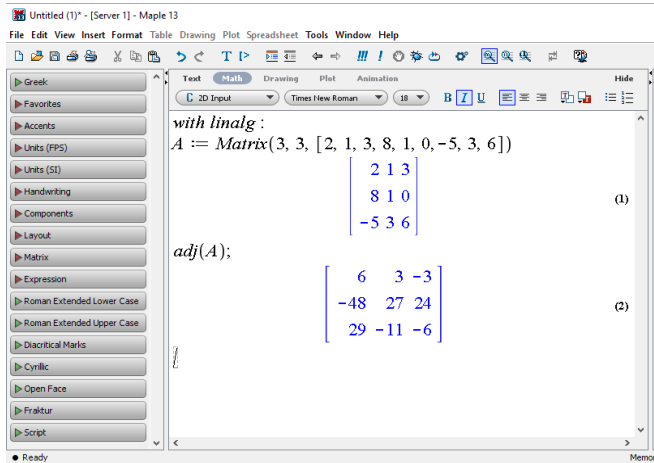 Untitled (1)* - [Server 1] - Maple 13
File Edit View Insert Format Table Drawing Plot Spreadsheet Tools Window Help
Text Math Drawing Plot Animation Hide
C 2D Input Times New Roman 18 B I U
Greek
Favorites
Accents
Units (FPS)
Units (SI)
Handwriting
Components
Layout
Matrix
Expression
Roman Extended Lower Case
Roman Extended Upper Case
Diacritical Marks
Cyrillic
Open Face
Fraktur
Script
with linalg :
A := Matrix(3, 3, [2, 1, 3, 8, 1, 0, -5, 3, 6])
2 1 3
8 1 0
-5 3 6
(1)
adj(A);
6 3 -3
-48 27 24
29 -11 -6
(2)
Ready
Memor